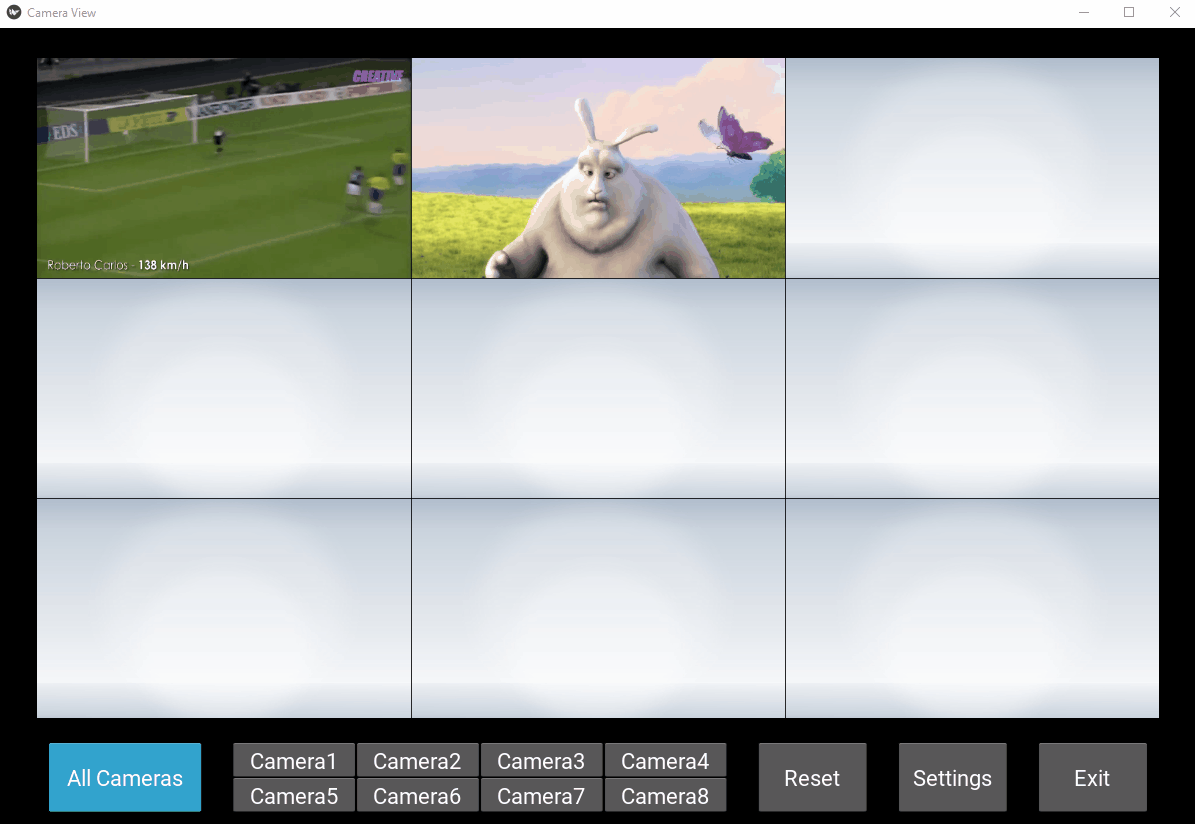 Camera View
CREATIVE
EDS
MANPOWER
Roberto Carlos - 138 km/h
All Cameras
Camera1 Camera2 Camera3 Camera4
Camera5 Camera6 Camera7 Camera8
Reset
Settings
Exit